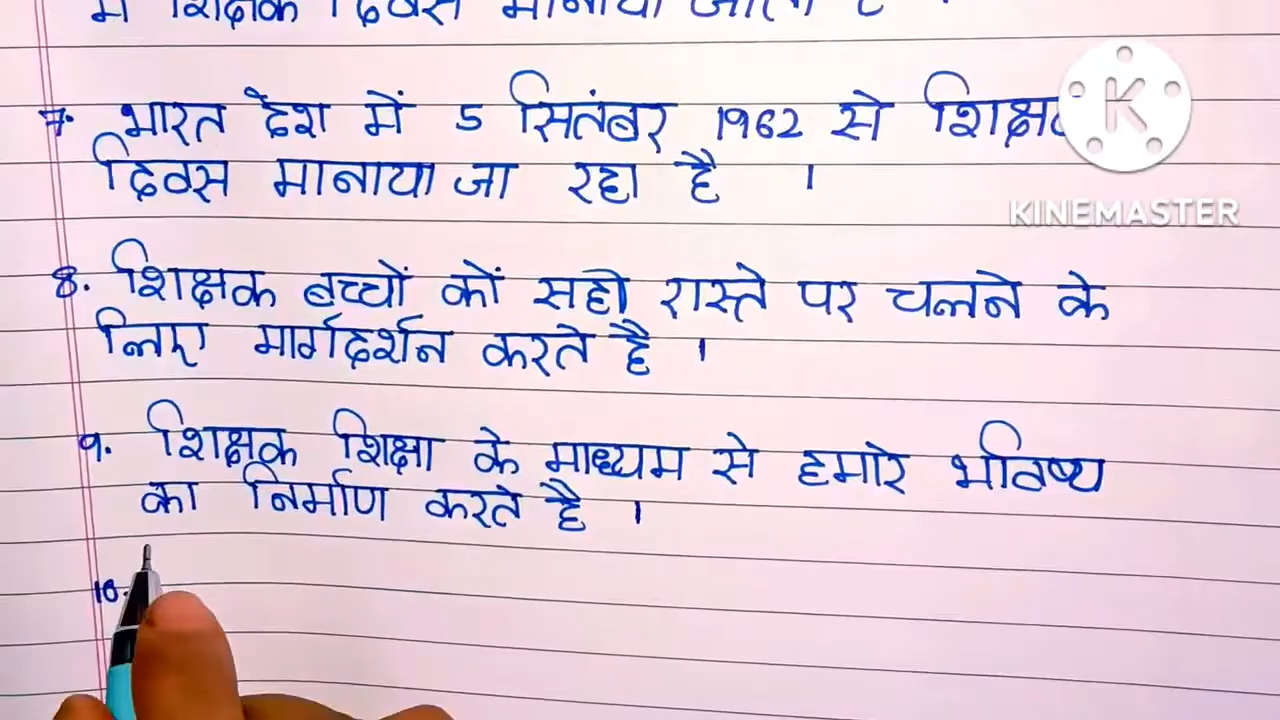 में शिक्षक दिवस मानाया जाता है
7. भारत देश में 5 सितंबर 1962 से
दिवस मानाया जा रहा है ।
8. शिक्षक बच्चों कों सही रास्ते पर चलने के
लिए मार्गदर्शन करते है ।
9. शिक्षक शिक्षा के माध्यम से हमारे भविष्य
का निर्माण करते है ।
10.
K
KINEMASTER